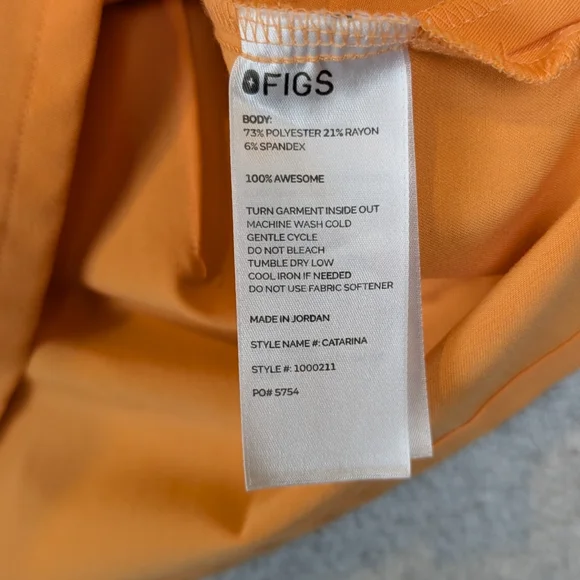 FIGS
BODY:
73% POLYESTER 21% RAYON
6% SPANDEX
100% AWESOME
TURN GARMENT INSIDE OUT
MACHINE WASH COLD
GENTLE CYCLE
DO NOT BLEACH
TUMBLE DRY LOW
COOL IRON IF NEEDED
DO NOT USE FABRIC SOFTENER
MADE IN JORDAN
STYLE NAME #: CATARINA
STYLE #: 1000211
PO# 5754